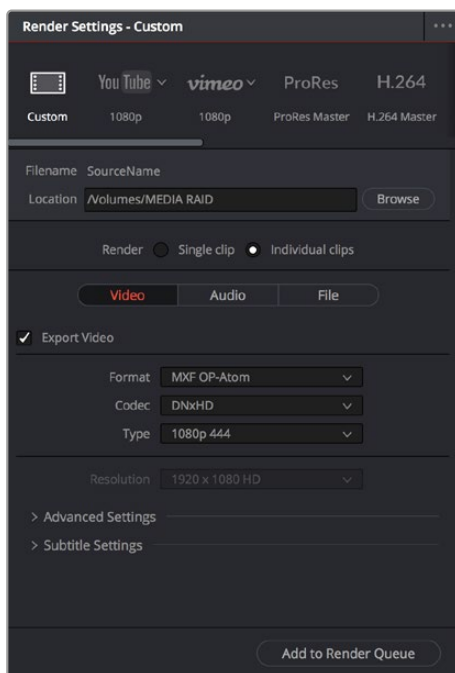 Render Settings - Custom
YouTube vimeo ProRes H.264
Custom 1080p 1080p ProRes Master H.264 Master
Filename SourceName
Location /Volumes/MEDIA RAID Browse
Render Single clip Individual clips
Video Audio File
Export Video
Format MXF OP-Atom
Codec DNxHD
Type 1080p 444
Resolution 1920 x 1080 HD
Advanced Settings
Subtitle Settings
Add to Render Queue